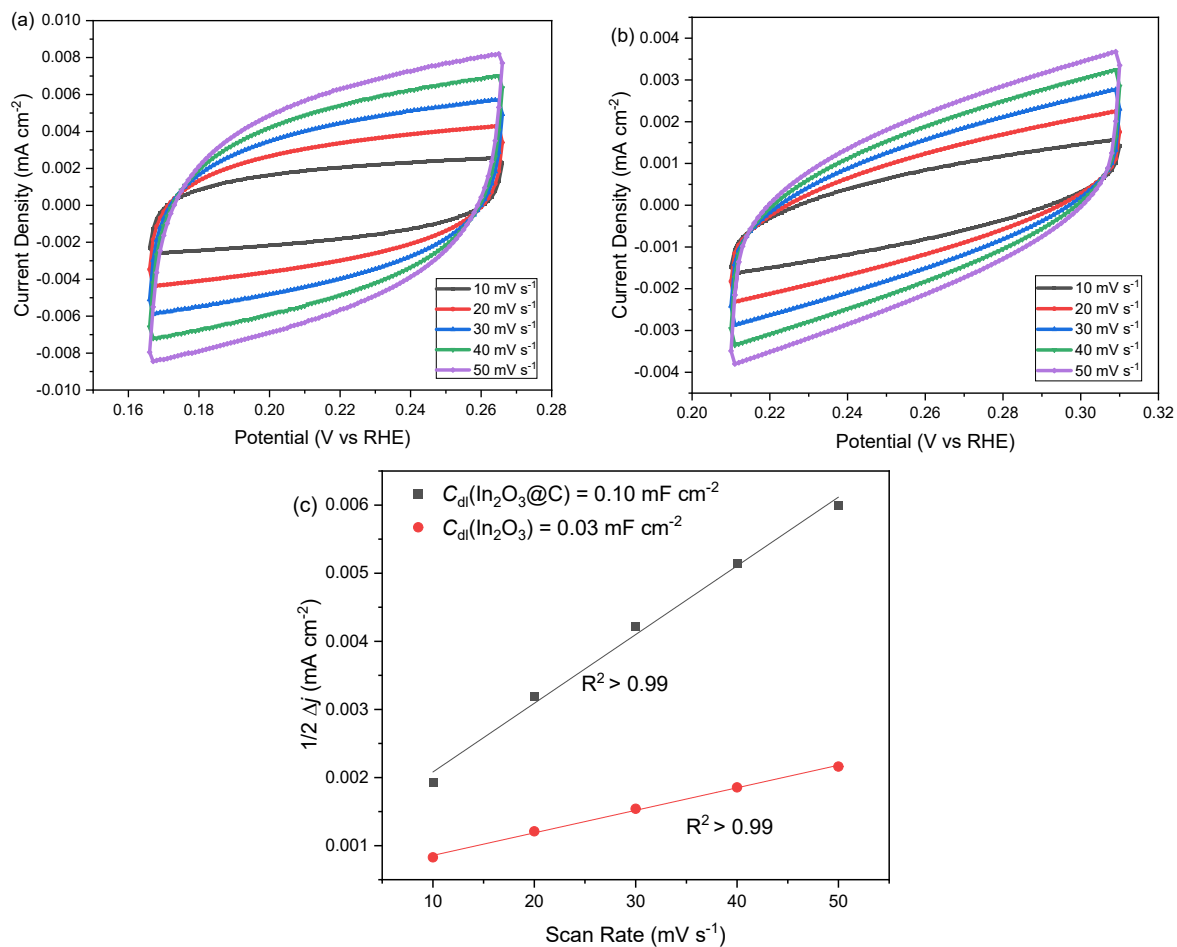 (a)
0.010
0.008
0.006
0.004
0.002
0.000
-0.002
-0.004
-0.006
-0.008
-0.010
Current Density (mA cm⁻²)
10 mV s⁻¹
20 mV s⁻¹
30 mV s⁻¹
40 mV s⁻¹
50 mV s⁻¹
0.16 0.18 0.20 0.22 0.24 0.26 0.28
Potential (V vs RHE)
(b)
0.004
0.003
0.002
0.001
0.000
-0.001
-0.002
-0.003
-0.004
Current Density (mA cm⁻²)
10 mV s⁻¹
20 mV s⁻¹
30 mV s⁻¹
40 mV s⁻¹
50 mV s⁻¹
0.20 0.22 0.24 0.26 0.28 0.30 0.32
Potential (V vs RHE)
(c)
C_dl(In₂O₃@C) = 0.10 mF cm⁻²
C_dl(In₂O₃) = 0.03 mF cm⁻²
0.006
0.005
0.004
0.003
0.002
0.001
1/2 Δj (mA cm⁻²)
R² > 0.99
R² > 0.99
10 20 30 40 50
Scan Rate (mV s⁻¹)